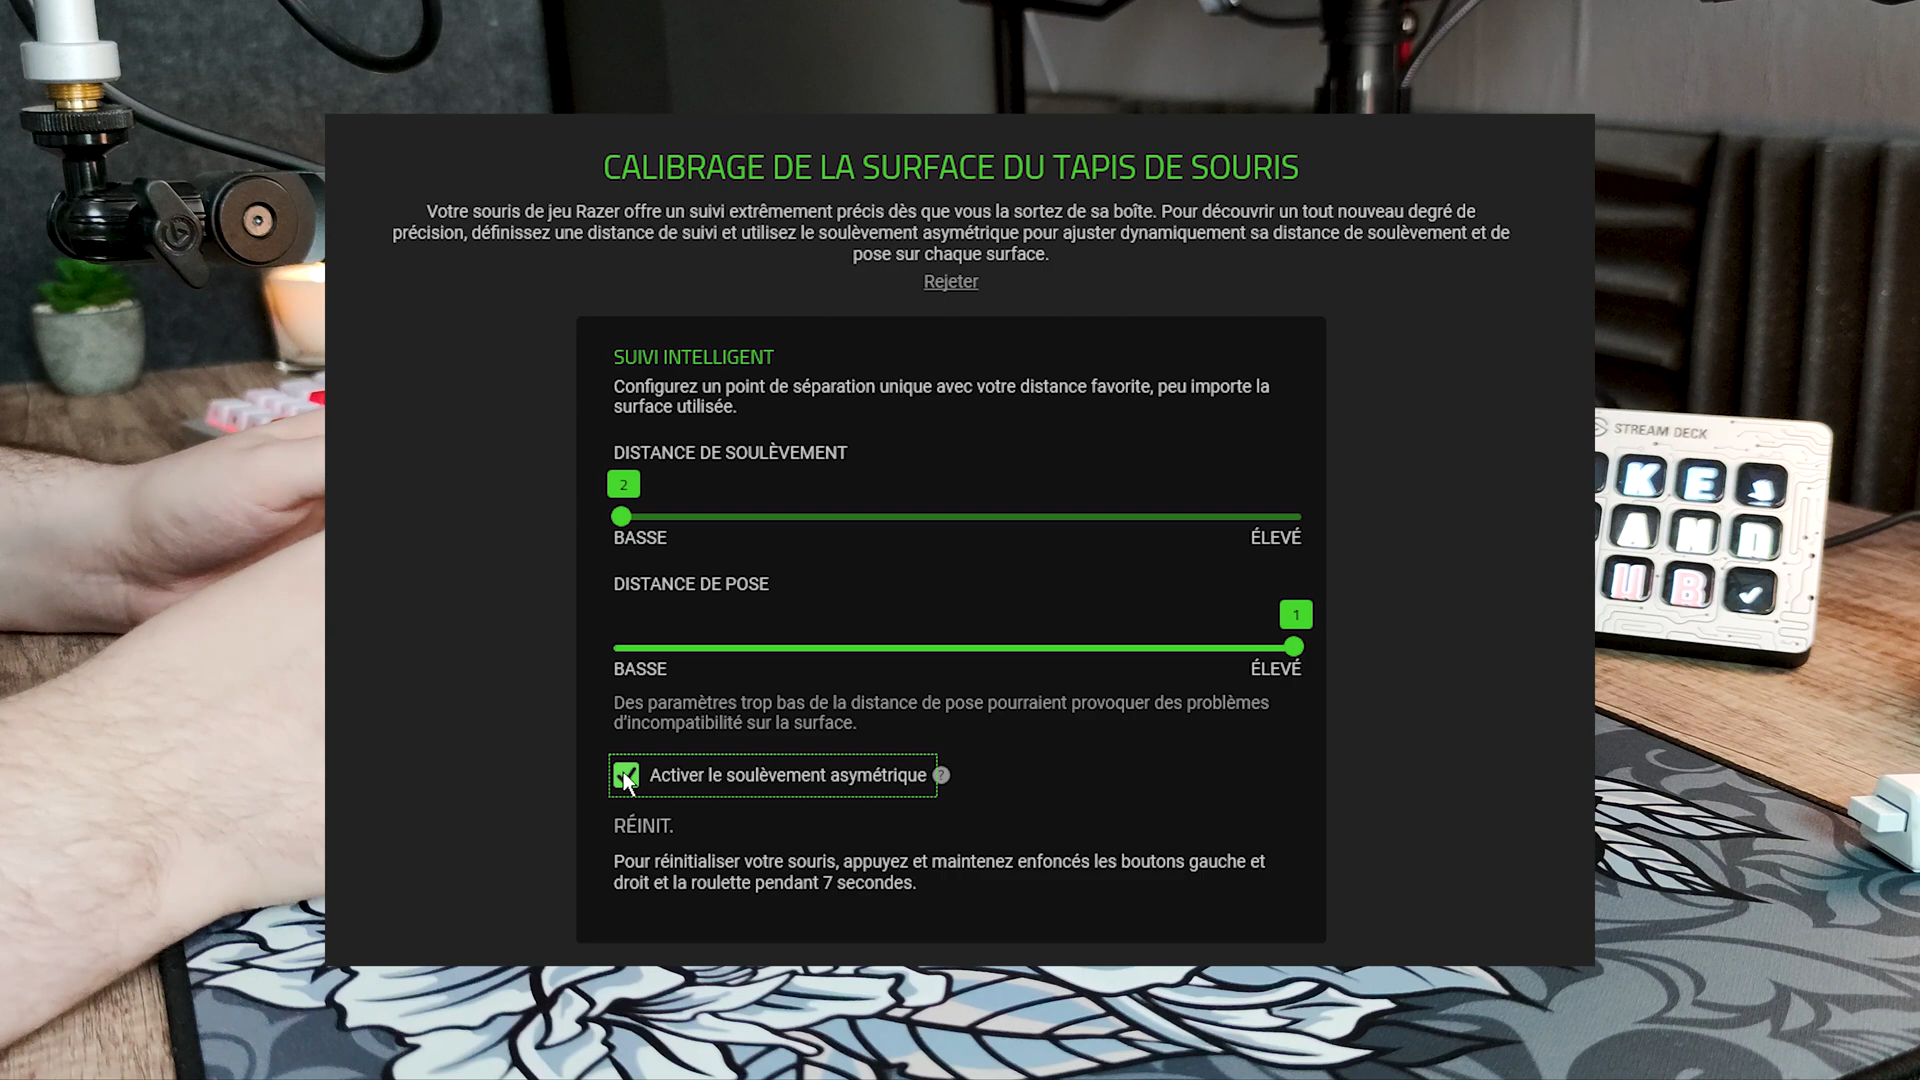 CALIBRAGE DE LA SURFACE DU TAPIS DE SOURIS
Votre souris de jeu Razer offre un suivi extrêmement précis dès que vous la sortez de sa boîte. Pour découvrir un tout nouveau degré de
précision, définissez une distance de suivi et utilisez le soulèvement asymétrique pour ajuster dynamiquement sa distance de soulèvement et de
pose sur chaque surface.
Rejeter
SUIVI INTELLIGENT
Configurez un point de séparation unique avec votre distance favorite, peu importe la
surface utilisée.
DISTANCE DE SOULÈVEMENT
2
BASSE ÉLEVÉ
DISTANCE DE POSE
1
BASSE ÉLEVÉ
Des paramètres trop bas de la distance de pose pourraient provoquer des problèmes
d'incompatibilité sur la surface.
Activer le soulèvement asymétrique ?
RÉINIT.
Pour réinitialiser votre souris, appuyez et maintenez enfoncés les boutons gauche et
droit et la roulette pendant 7 secondes.
STREAM DECK
K E s
A M D
U B